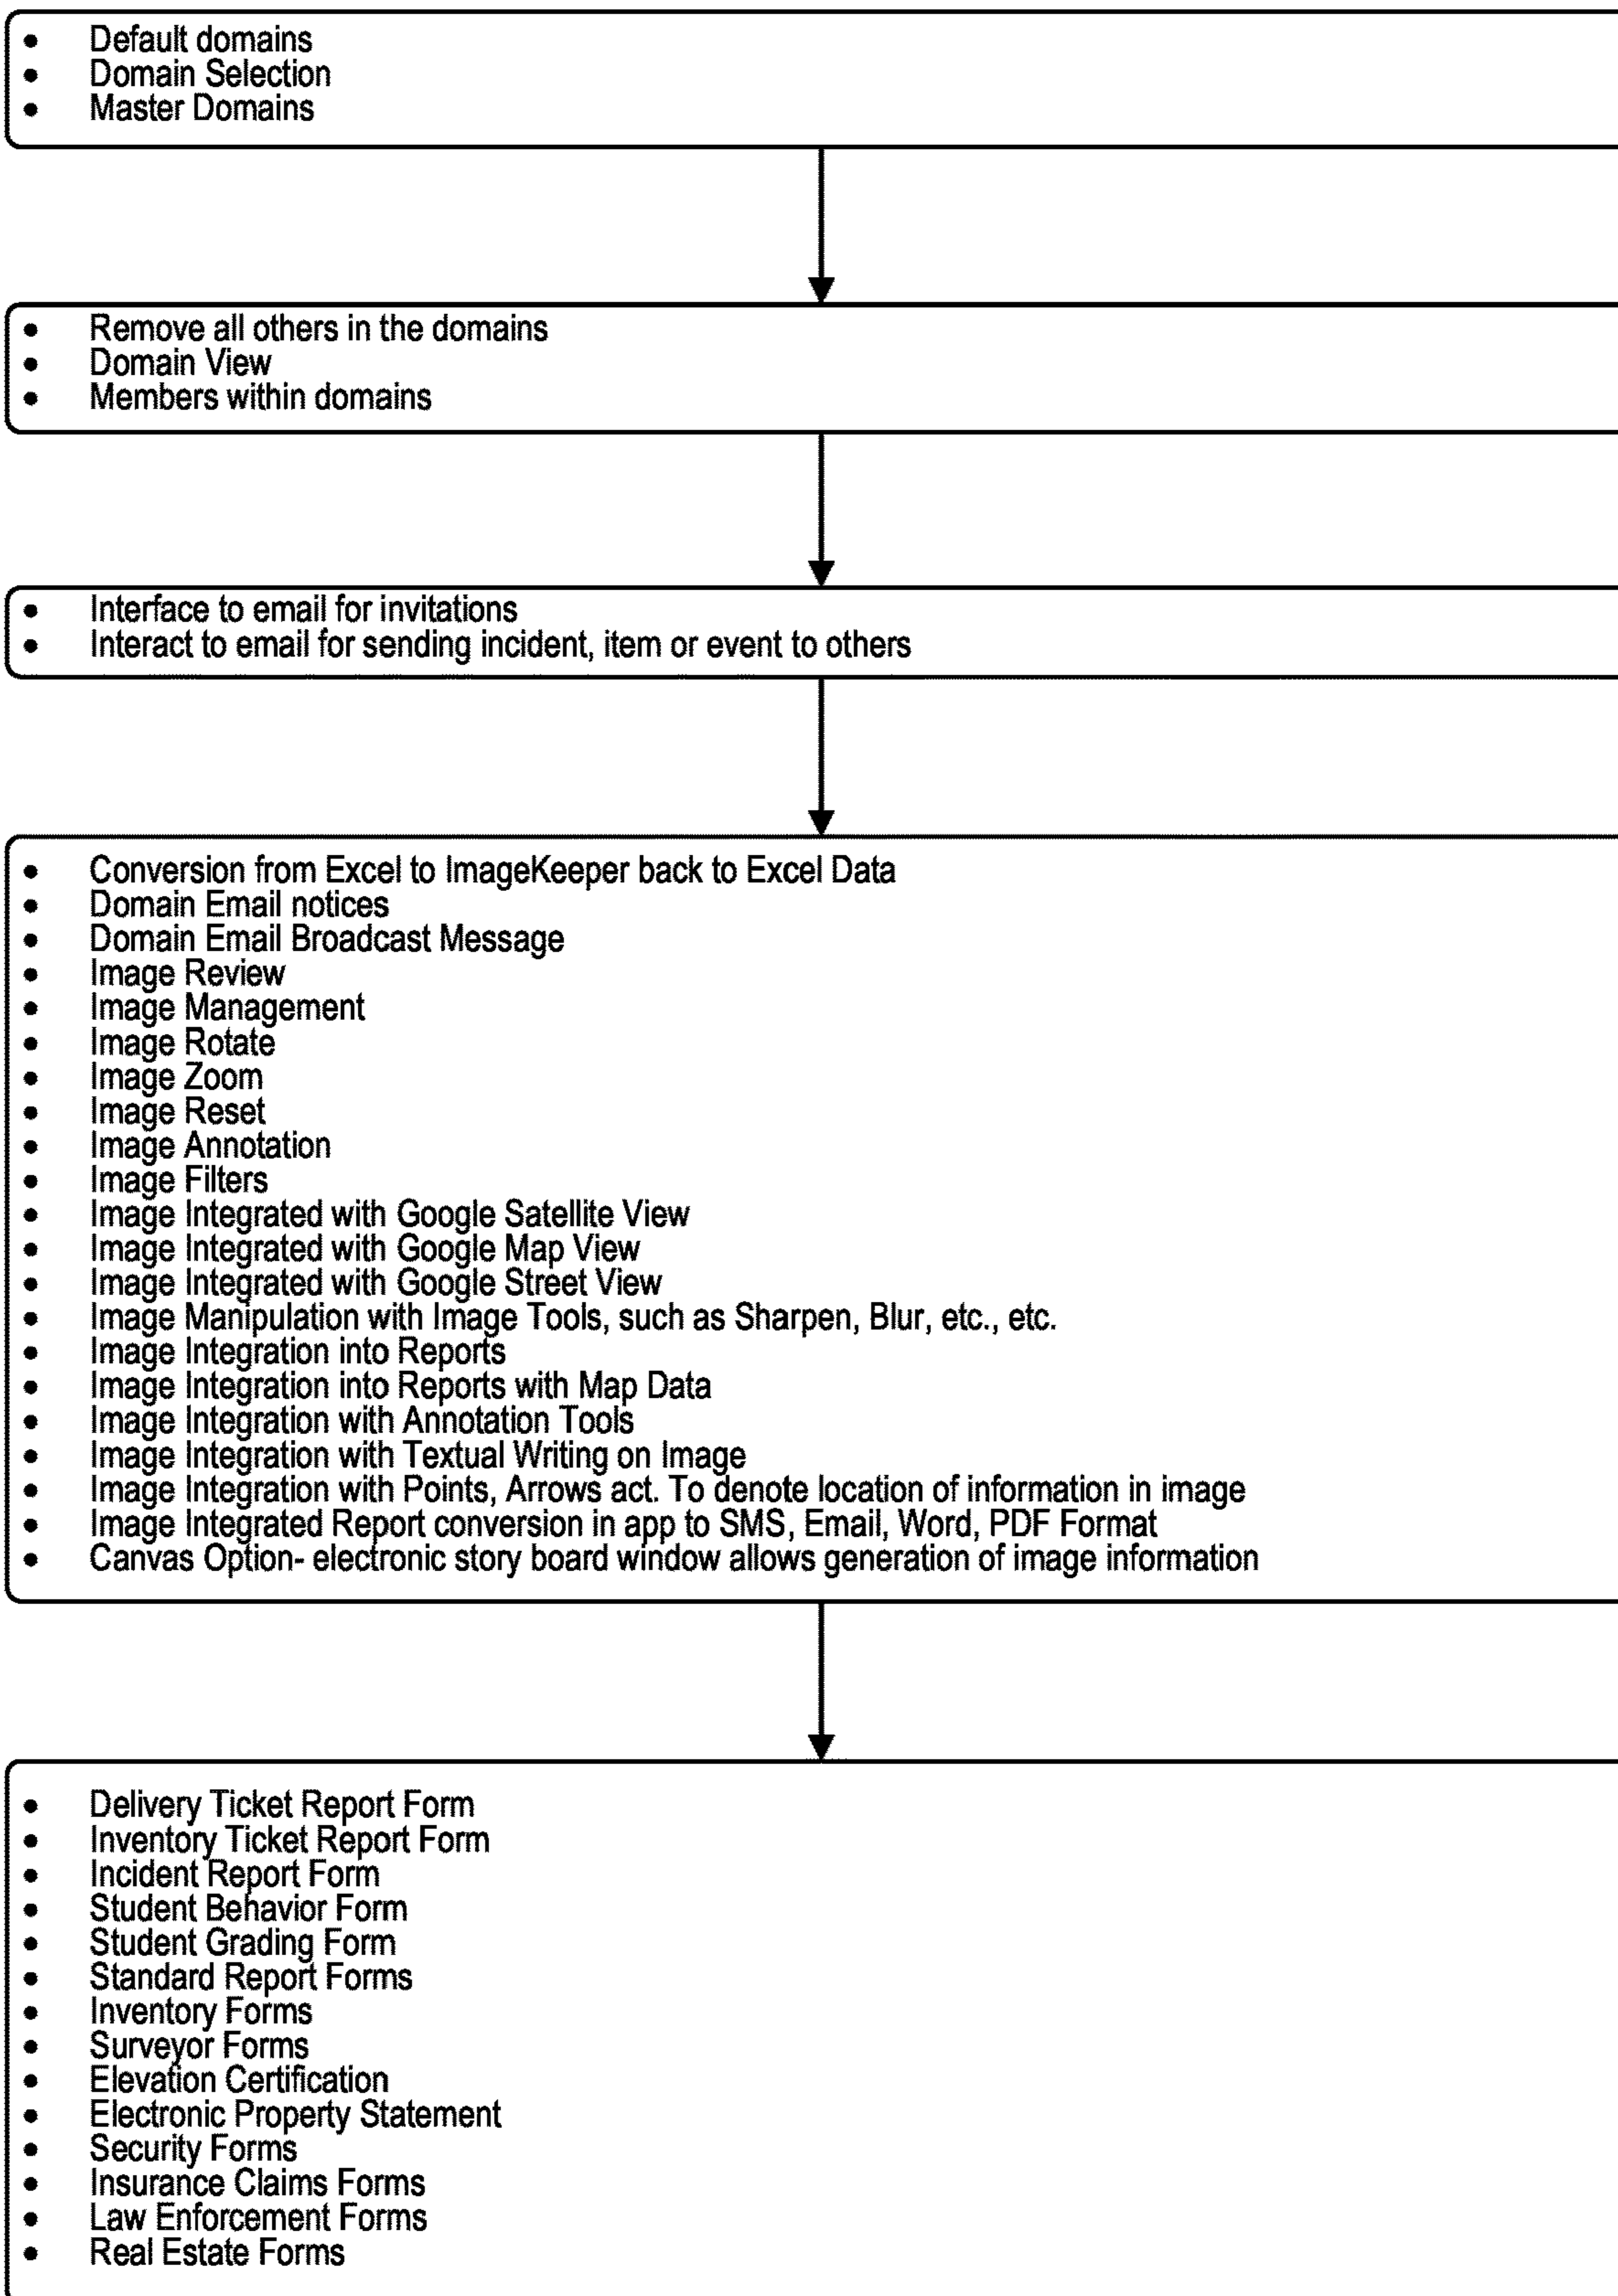 • Default domains
• Domain Selection
• Master Domains
• Remove all others in the domains
• Domain View
• Members within domains
• Interface to email for invitations
• Interact to email for sending incident, item or event to others
• Conversion from Excel to ImageKeeper back to Excel Data
• Domain Email notices
• Domain Email Broadcast Message
• Image Review
• Image Management
• Image Rotate
• Image Zoom
• Image Reset
• Image Annotation
• Image Filters
• Image Integrated with Google Satellite View
• Image Integrated with Google Map View
• Image Integrated with Google Street View
• Image Manipulation with Image Tools, such as Sharpen, Blur, etc., etc.
• Image Integration into Reports
• Image Integration into Reports with Map Data
• Image Integration with Annotation Tools
• Image Integration with Textual Writing on Image
• Image Integration with Points, Arrows act. To denote location of information in image
• Image Integrated Report conversion in app to SMS, Email, Word, PDF Format
• Canvas Option- electronic story board window allows generation of image information
• Delivery Ticket Report Form
• Inventory Ticket Report Form
• Incident Report Form
• Student Behavior Form
• Student Grading Form
• Standard Report Forms
• Inventory Forms
• Surveyor Forms
• Elevation Certification
• Electronic Property Statement
• Security Forms
• Insurance Claims Forms
• Law Enforcement Forms
• Real Estate Forms